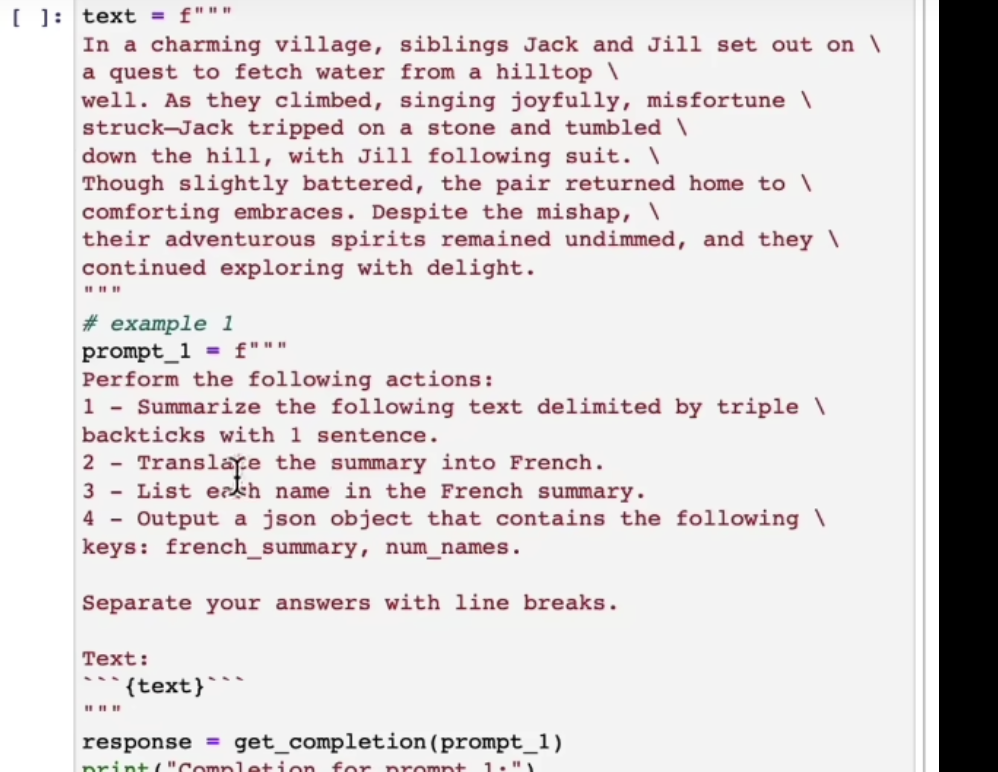 [ ]: text = f"""
In a charming village, siblings Jack and Jill set out on \
a quest to fetch water from a hilltop \
well. As they climbed, singing joyfully, misfortune \
struck—Jack tripped on a stone and tumbled \
down the hill, with Jill following suit. \
Though slightly battered, the pair returned home to \
comforting embraces. Despite the mishap, \
their adventurous spirits remained undimmed, and they \
continued exploring with delight.
"""
# example 1
prompt_1 = f"""
Perform the following actions:
1 - Summarize the following text delimited by triple \
backticks with 1 sentence.
2 - Translate the summary into French.
3 - List each name in the French summary.
4 - Output a json object that contains the following \
keys: french_summary, num_names.
Separate your answers with line breaks.
Text:
```{text}```
"""
response = get_completion(prompt_1)
print("Completion for prompt 1:")